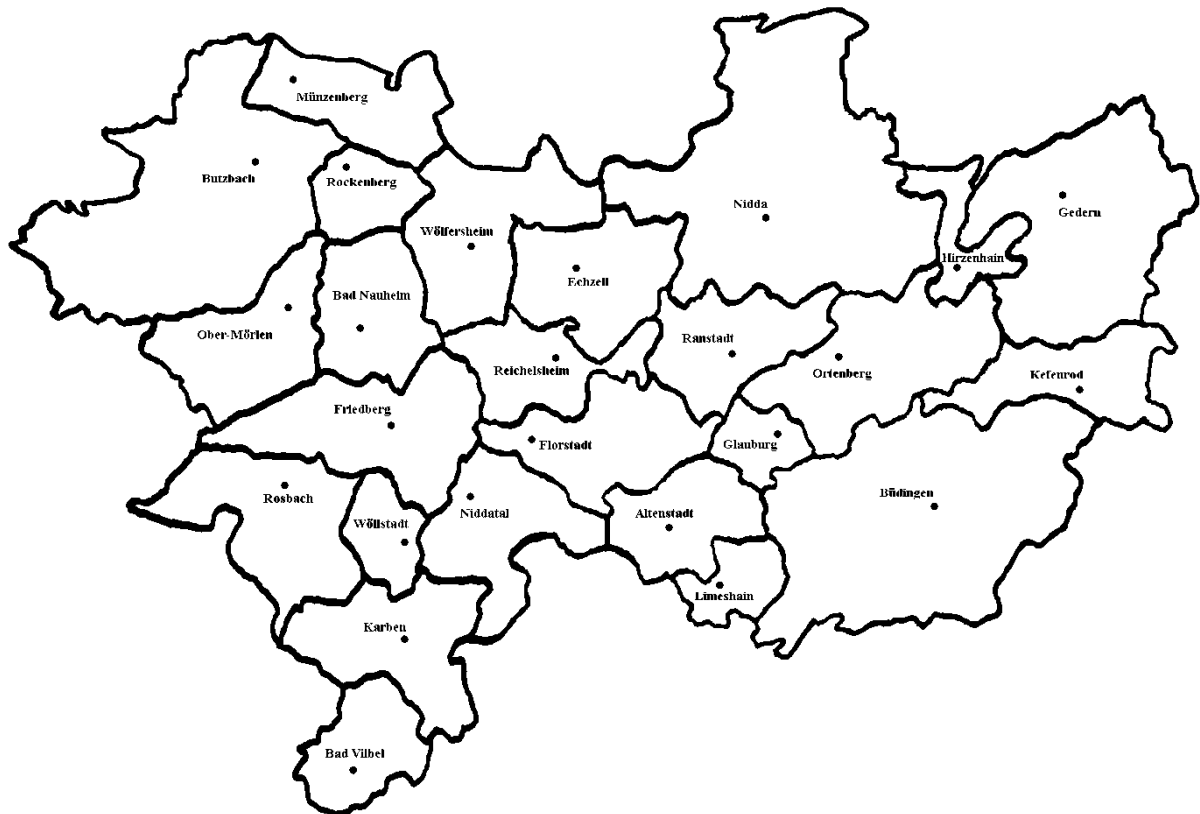 Münzenberg
Butzbach
Rockenberg
Nidda
Gedern
Wölfersheim
Hirzenhain
Echzell
Bad Nauheim
Ober-Mörlen
Ranstadt
Reichelsheim
Ortenberg
Kefenrod
Friedberg
Florstadt
Glauburg
Rosbach
Niddatal
Büdingen
Altenstadt
Wöllstadt
Limeshain
Karben
Bad Vilbel